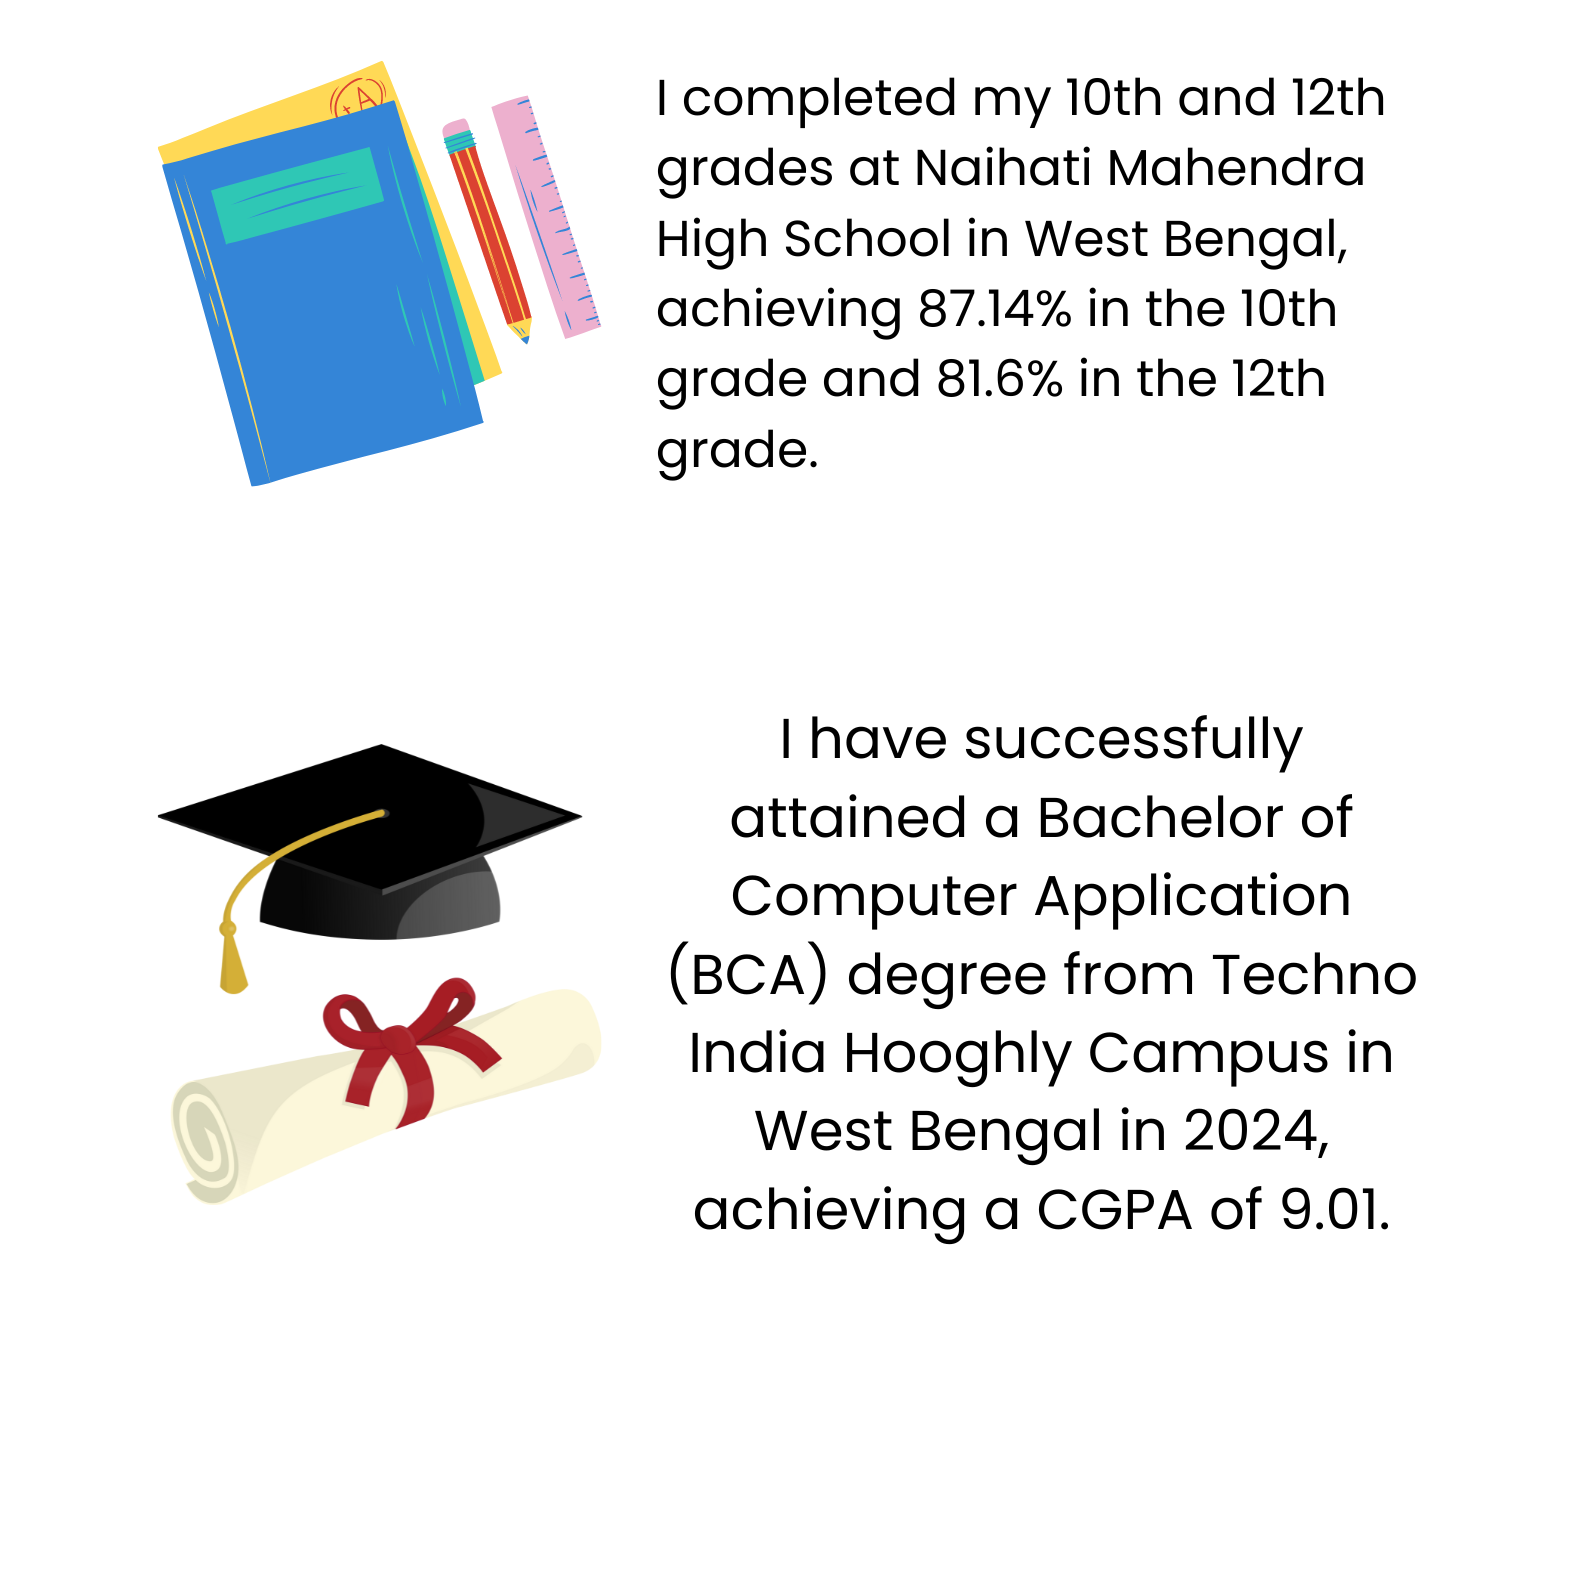 A+
I completed my 10th and 12th
grades at Naihati Mahendra
High School in West Bengal,
achieving 87.14% in the 10th
grade and 81.6% in the 12th
grade.
I have successfully
attained a Bachelor of
Computer Application
(BCA) degree from Techno
India Hooghly Campus in
West Bengal in 2024,
achieving a CGPA of 9.01.